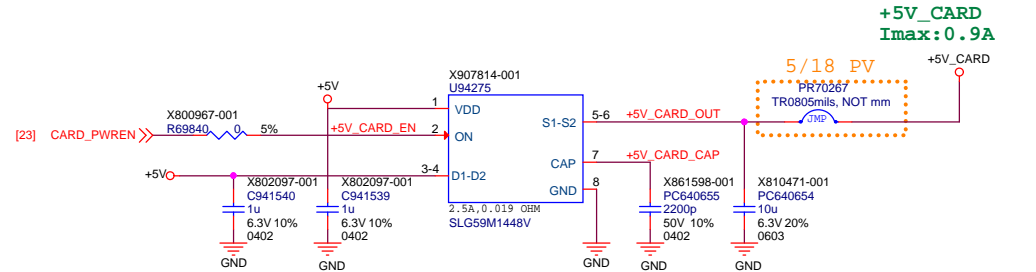 +5V_CARD
Imax:0.9A
5/18 PV
+5V_CARD
PR70267
TR0805mils, NOT mm
JMP
+5V
X907814-001
U94275
X800967-001
R69840 0 5%
[23] CARD_PWREN
+5V_CARD_EN
1 VDD
2 ON
S1-S2 5-6 +5V_CARD_OUT
+5V
3-4 D1-D2
CAP 7 +5V_CARD_CAP
GND 8
2.5A,0.019 OHM
SLG59M1448V
X802097-001
C941540
1u
6.3V 10%
0402
GND
X802097-001
C941539
1u
6.3V 10%
0402
GND
GND
X861598-001
PC640655
2200p
50V 10%
0402
GND
X810471-001
PC640654
10u
6.3V 20%
0603
GND